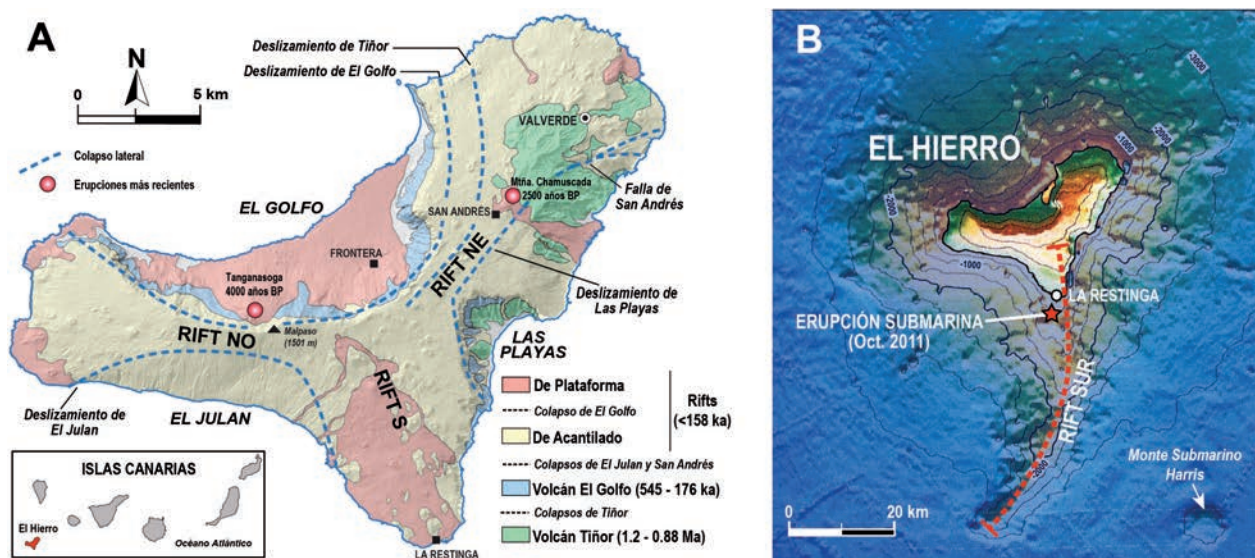 A
N
0
5 km
Colapso lateral
Erupciones más recientes
Deslizamiento de Tiñor
Deslizamiento de El Golfo
VALVERDE
Mtña. Chamuscada
2500 años BP
Falla de
San Andrés
SAN ANDRÉS
EL GOLFO
FRONTERA
Tanganasoga
4000 años BP
RIFT NE
Deslizamiento de
Las Playas
RIFT NO
Malpaso
(1501 m)
LAS
PLAYAS
RIFT S
Deslizamiento de
El Julan
EL JULAN
LA RESTINGA
De Plataforma
Colapso de El Golfo
De Acantilado
Rifts
(<158 ka)
Colapsos de El Julan y San Andrés
Volcán El Golfo (545 - 176 ka)
Colapsos de Tiñor
Volcán Tiñor (1.2 - 0.88 Ma)
ISLAS CANARIAS
El Hierro
Océano Atlántico
B
-3000
-2000
-1000
EL HIERRO
-2000
-1000
-1000
LA RESTINGA
ERUPCIÓN SUBMARINA
(Oct. 2011)
RIFT SUR
-2000
Monte Submarino
Harris
0
20 km